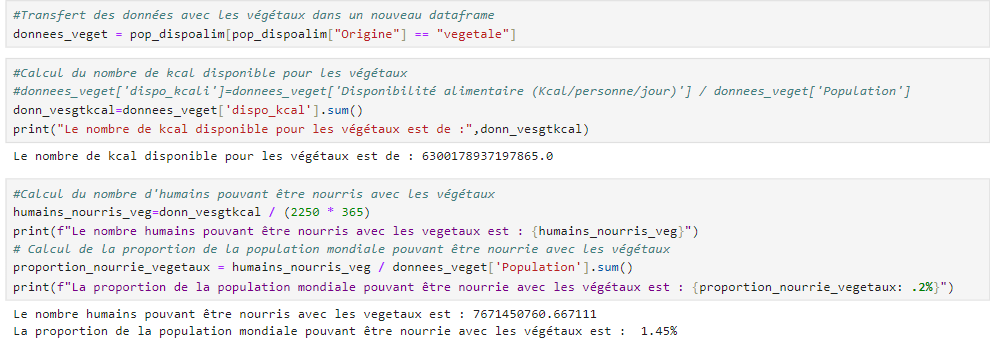 #Transfert des données avec les végétaux dans un nouveau dataframe
donnees_veget = pop_dispoalim[pop_dispoalim["Origine"] == "vegetale"]
#Calcul du nombre de kcal disponible pour les végétaux
#donnees_veget['dispo_kcali']=donnees_veget['Disponibilité alimentaire (Kcal/personne/jour)'] / donnees_veget['Population']
donn_vesgtkcal=donnees_veget['dispo_kcal'].sum()
print("Le nombre de kcal disponible pour les végétaux est de :",donn_vesgtkcal)
Le nombre de kcal disponible pour les végétaux est de : 6300178937197865.0
#Calcul du nombre d'humains pouvant être nourris avec les végétaux
humains_nourris_veg=donn_vesgtkcal / (2250 * 365)
print(f"Le nombre humains pouvant être nourris avec les vegetaux est : {humains_nourris_veg}")
# Calcul de la proportion de la population mondiale pouvant être nourrie avec les végétaux
proportion_nourrie_vegetaux = humains_nourris_veg / donnees_veget['Population'].sum()
print(f"La proportion de la population mondiale pouvant être nourrie avec les végétaux est : {proportion_nourrie_vegetaux: .2%}")
Le nombre humains pouvant être nourris avec les vegetaux est : 7671450760.667111
La proportion de la population mondiale pouvant être nourrie avec les végétaux est :  1.45%